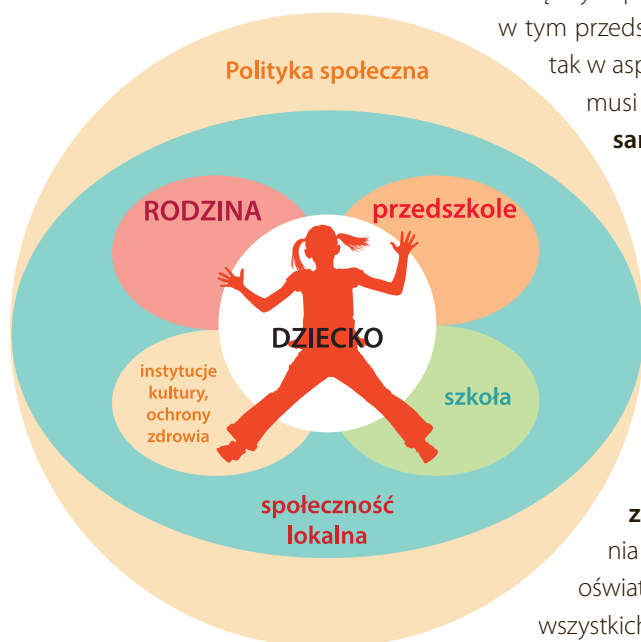 w tym przeds
tak w asp
musi
sar
Polityka społeczna
RODZINA
przedszkole
DZIECKO
instytucje
kultury,
ochrony
zdrowia
szkoła
społeczność
lokalna
z
nia
oświat
wszystkich